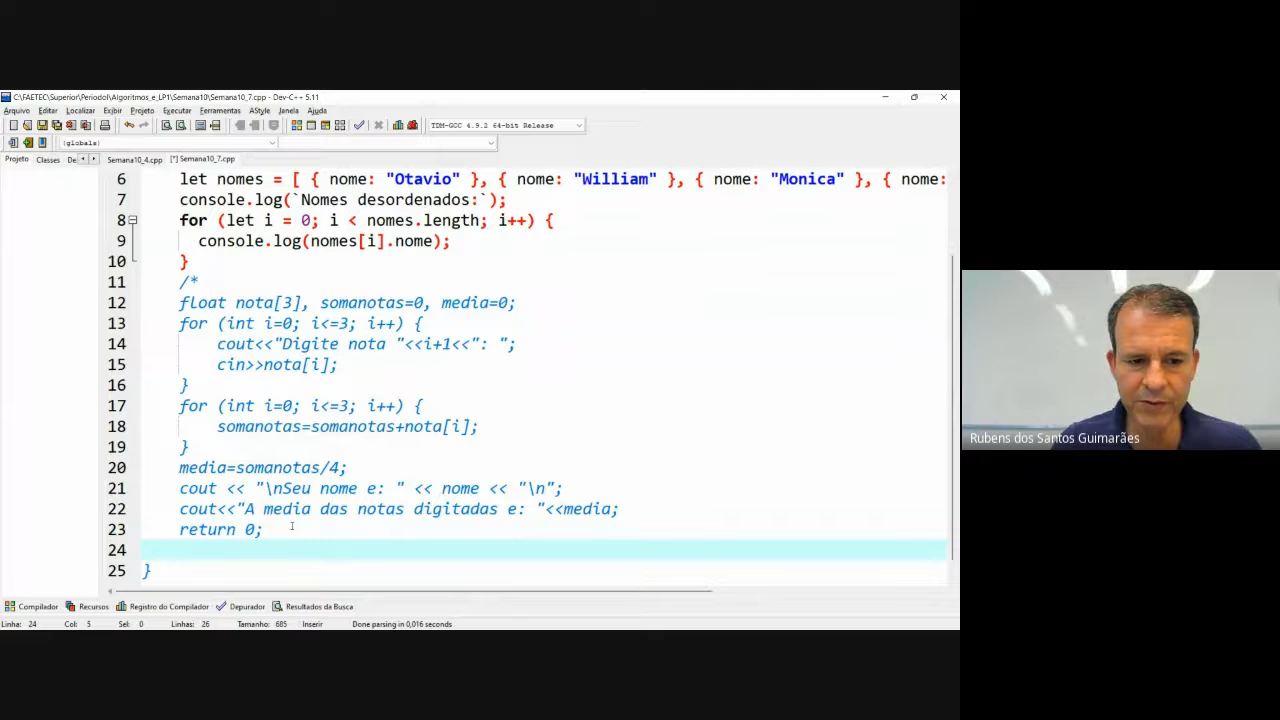 C:\FAETEC\Superior\PeriodoI\Algoritmos_e_LP1\Semana10\Semana10_7.cpp - Dev-C++ 5.11
Arquivo Editar Localizar Exibir Projeto Executar Ferramentas AStyle Janela Ajuda
TDM-GCC 4.9.2 64-bit Release
(globals)
Projeto Classes De Semana10_4.cpp [*] Semana10_7.cpp
6 let nomes = [ { nome: "Otavio" }, { nome: "William" }, { nome: "Monica" }, { nome:
7 console.log(`Nomes desordenados:`);
8 for (let i = 0; i < nomes.length; i++) {
9 console.log(nomes[i].nome);
10 }
11 /*
12 float nota[3], somanotas=0, media=0;
13 for (int i=0; i<=3; i++) {
14 cout<<"Digite nota "<<i+1<<": ";
15 cin>>nota[i];
16 }
17 for (int i=0; i<=3; i++) {
18 somanotas=somanotas+nota[i];
19 }
20 media=somanotas/4;
21 cout << "\nSeu nome e: " << nome << "\n";
22 cout<<"A media das notas digitadas e: "<<media;
23 return 0;
24
25 }
Compilador Recursos Registro do Compilador Depurador Resultados da Busca
Linha: 24 Col: 5 Sel: 0 Linhas: 26 Tamanho: 685 Inserir Done parsing in 0,016 seconds
Rubens dos Santos Guimarães